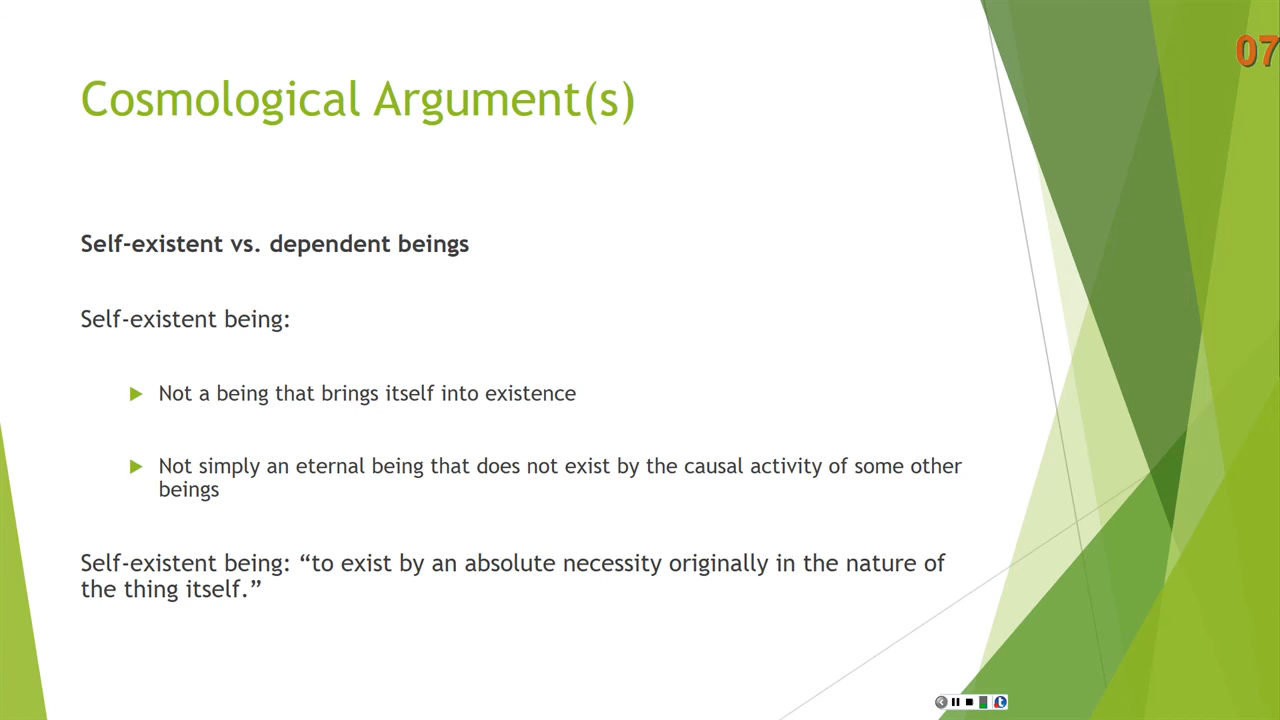 07
Cosmological Argument(s)
Self-existent vs. dependent beings
Self-existent being:
Not a being that brings itself into existence
Not simply an eternal being that does not exist by the causal activity of some other
beings
Self-existent being: “to exist by an absolute necessity originally in the nature of
the thing itself.”